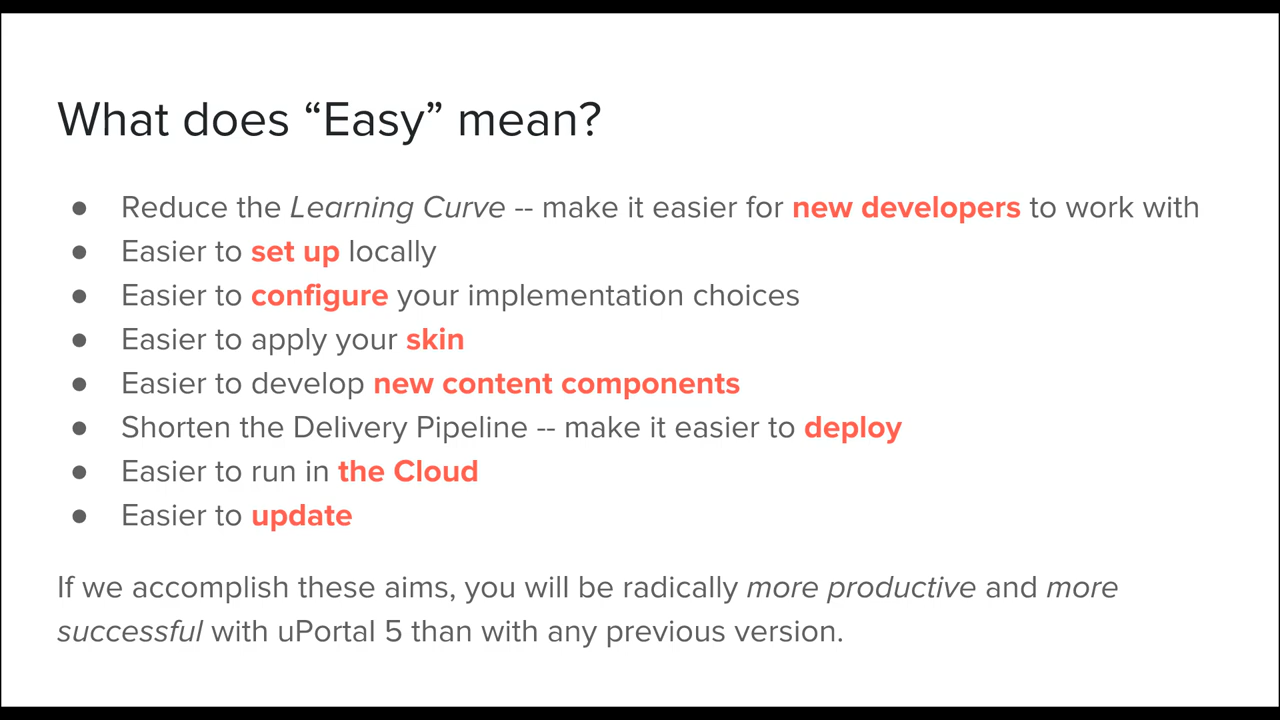 What does “Easy” mean?
● Reduce the Learning Curve -- make it easier for new developers to work with
● Easier to set up locally
● Easier to configure your implementation choices
● Easier to apply your skin
● Easier to develop new content components
● Shorten the Delivery Pipeline -- make it easier to deploy
● Easier to run in the Cloud
● Easier to update
If we accomplish these aims, you will be radically more productive and more
successful with uPortal 5 than with any previous version.